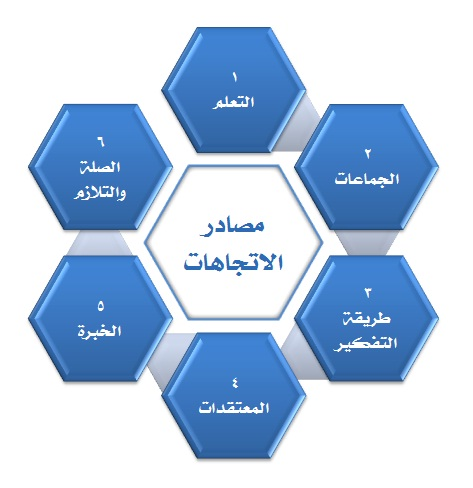 ١
التعلم
٢
الجماعات
٣
طريقة
التفكير
٤
المعتقدات
٥
الخبرة
٦
الصلة
والتلازم
مصادر
الاتجاهات